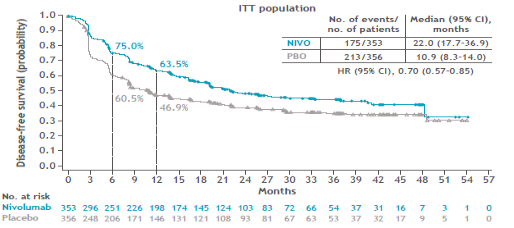 ITT population
No. of events/ no. of patients
Median (95% CI), months
NIVO 175/353 22.0 (17.7-36.9)
PBO 213/356 10.9 (8.3-14.0)
HR (95% CI), 0.70 (0.57-0.85)
Disease-free survival (probability)
1.0
0.9
0.8
0.7
0.6
0.5
0.4
0.3
0.2
0.1
0.0
75.0%
63.5%
60.5%
46.9%
0 3 6 9 12 15 18 21 24 27 30 33 36 39 42 45 48 51 54 57
Months
No. at risk
Nivolumab 353 296 251 226 198 174 145 124 103 83 72 66 54 37 31 16 7 3 1 0
Placebo 356 248 206 171 146 131 121 108 93 81 67 63 53 37 32 17 9 5 1 0